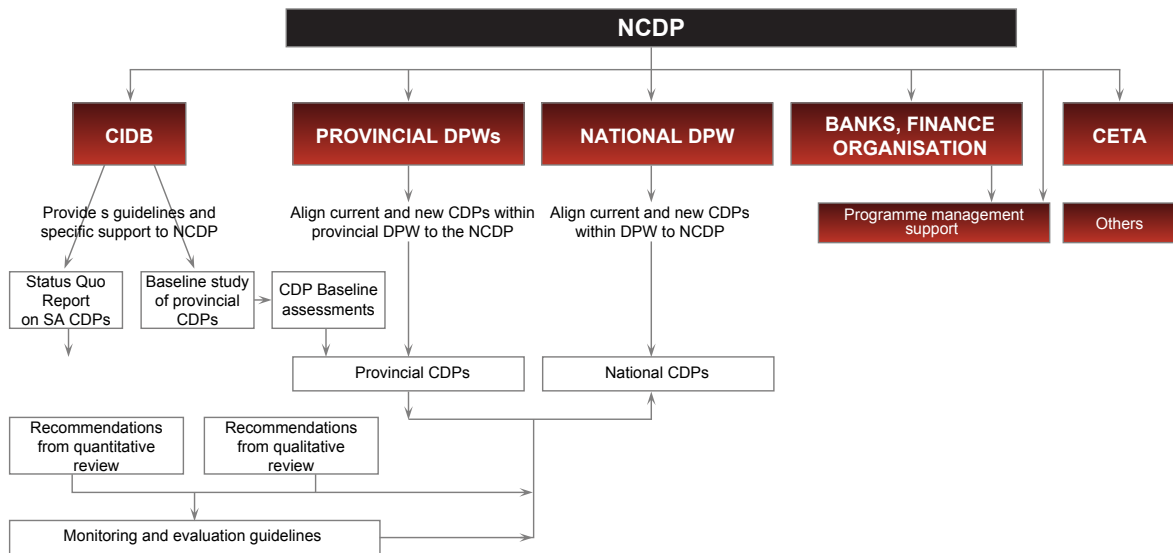 NCDP
CIDB
PROVINCIAL DPWs
NATIONAL DPW
BANKS, FINANCE
ORGANISATION
CETA
Provide s guidelines and
specific support to NCDP
Align current and new CDPs within
provincial DPW to the NCDP
Align current and new CDPs
within DPW to NCDP
Programme management
support
Others
Status Quo
Report
on SA CDPs
Baseline study
of provincial
CDPs
CDP Baseline
assessments
Provincial CDPs
National CDPs
Recommendations
from quantitative
review
Recommendations
from qualitative
review
Monitoring and evaluation guidelines